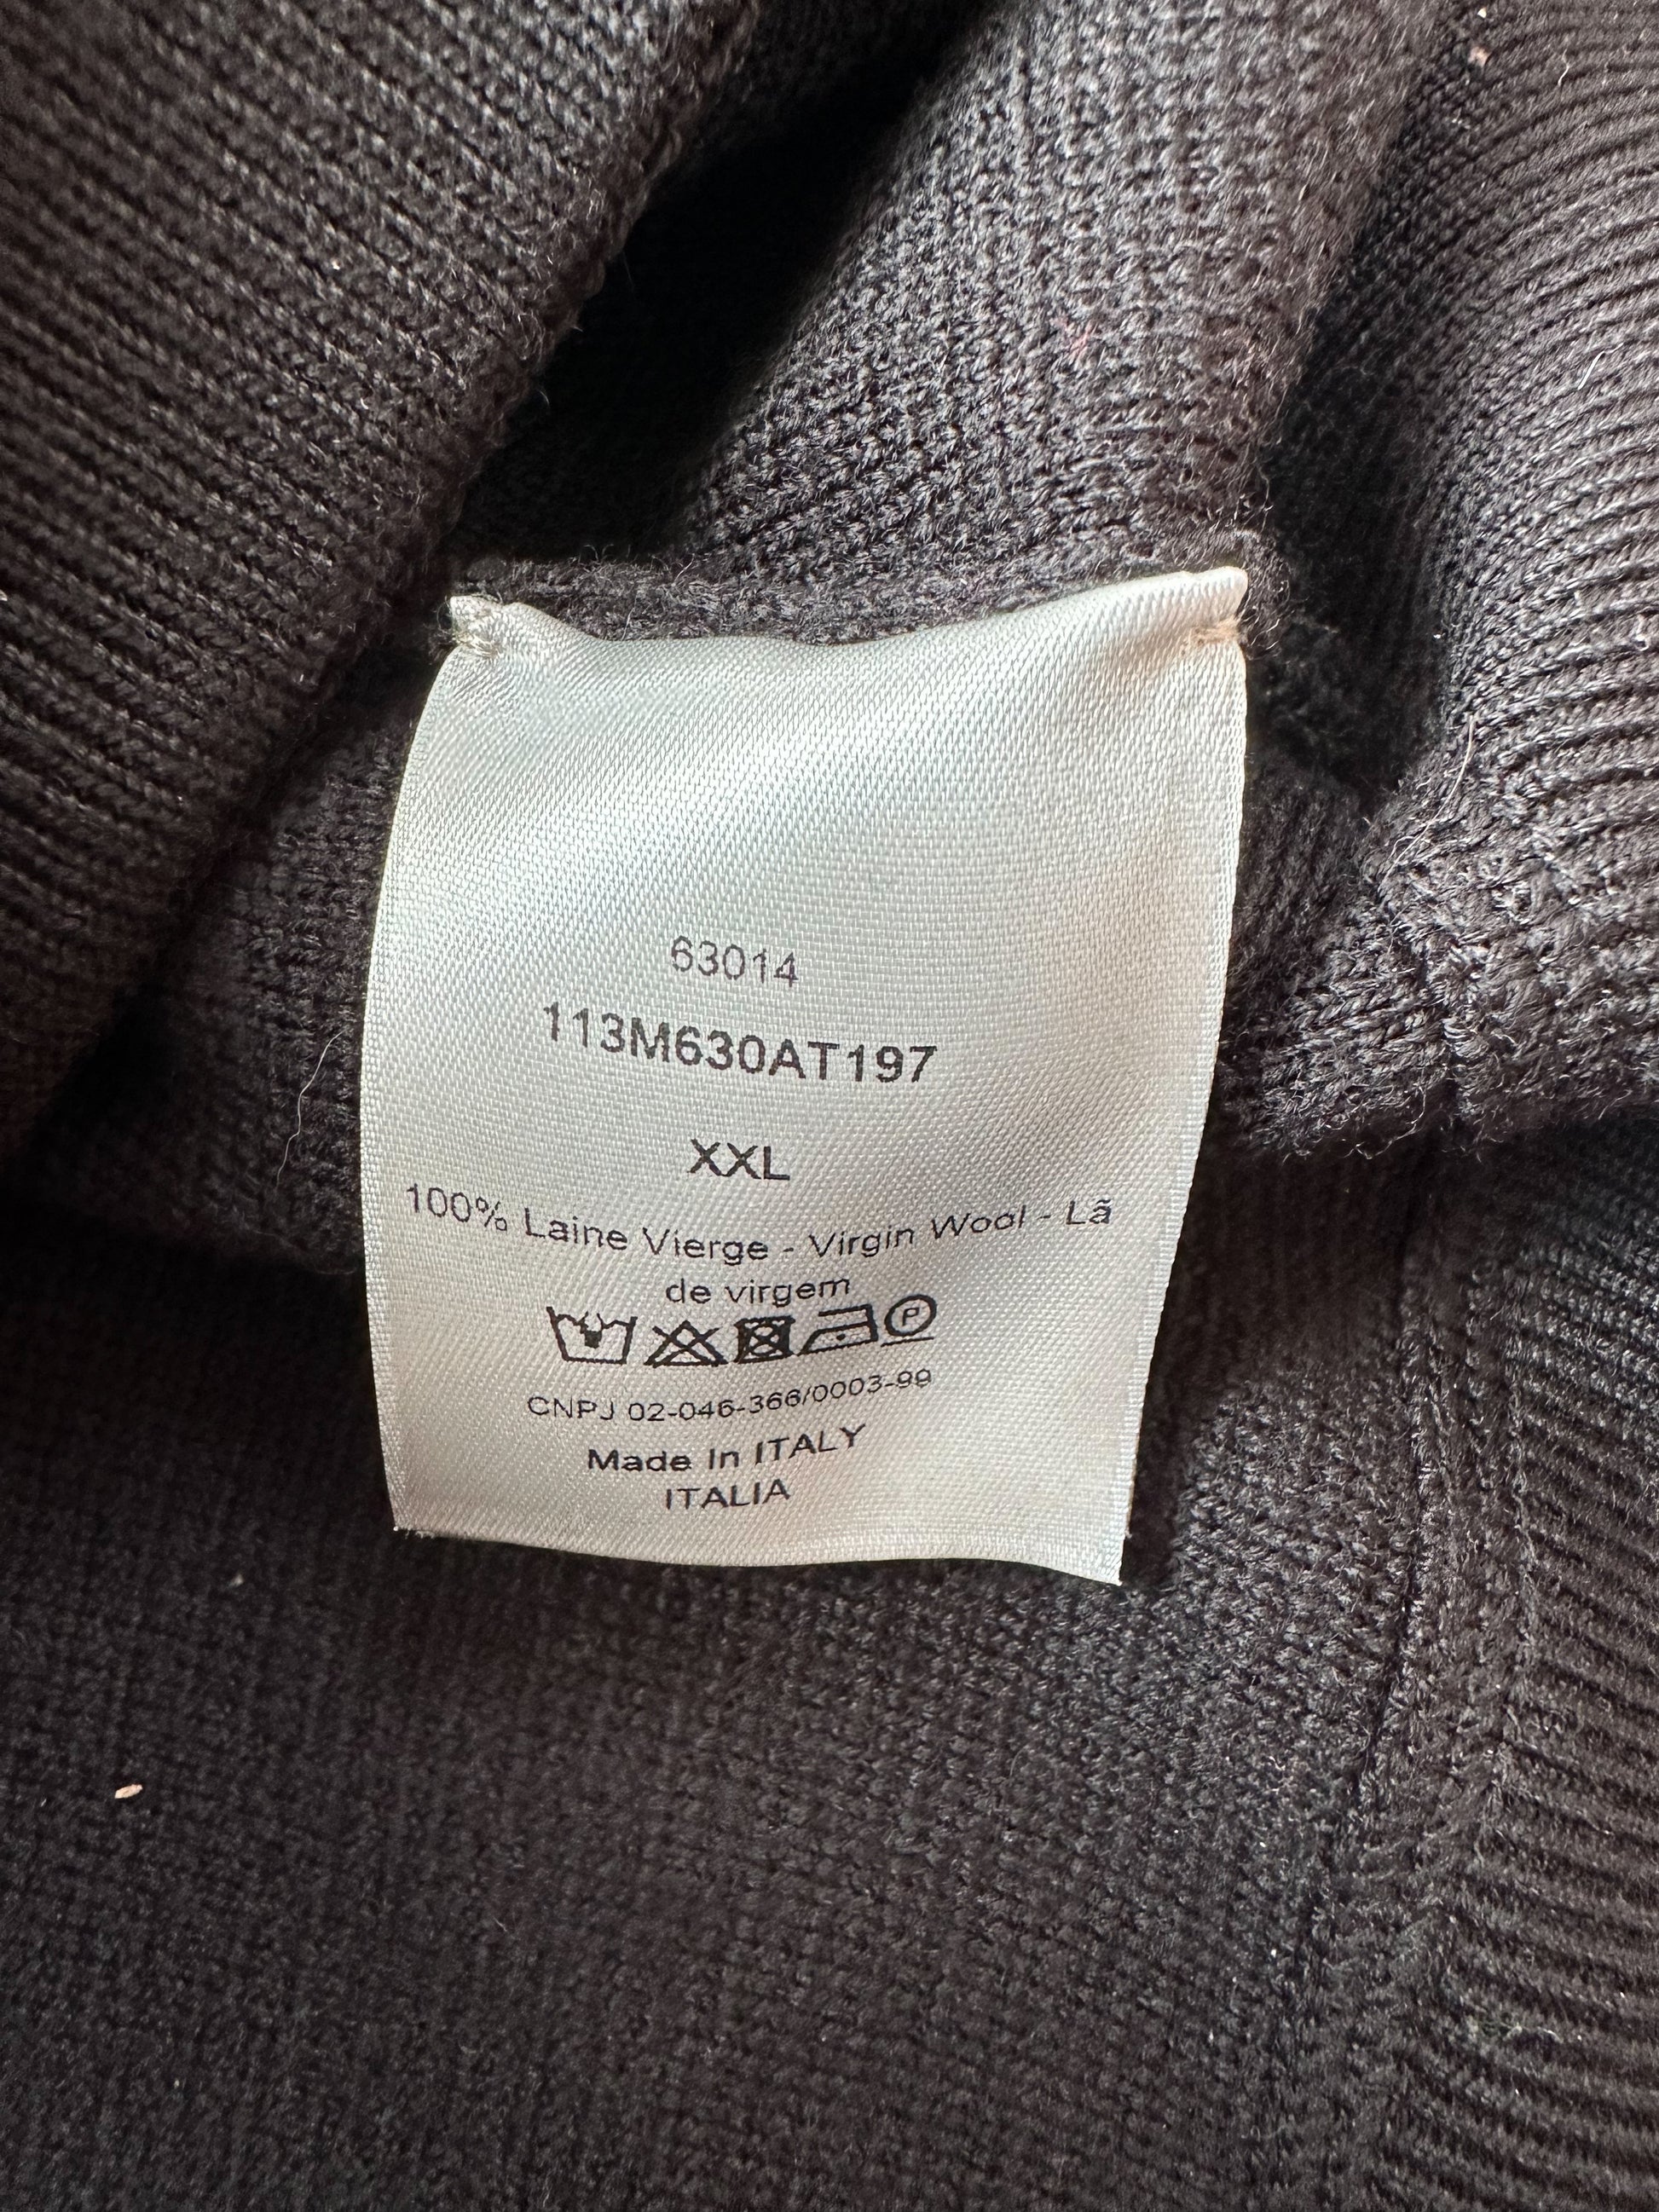 63014
113M630AT197
XXL
100% Laine Vierge - Virgin Wool - Lã
de virgem
P
CNPJ 02-046-366/0003-99
Made In ITALY
ITALIA